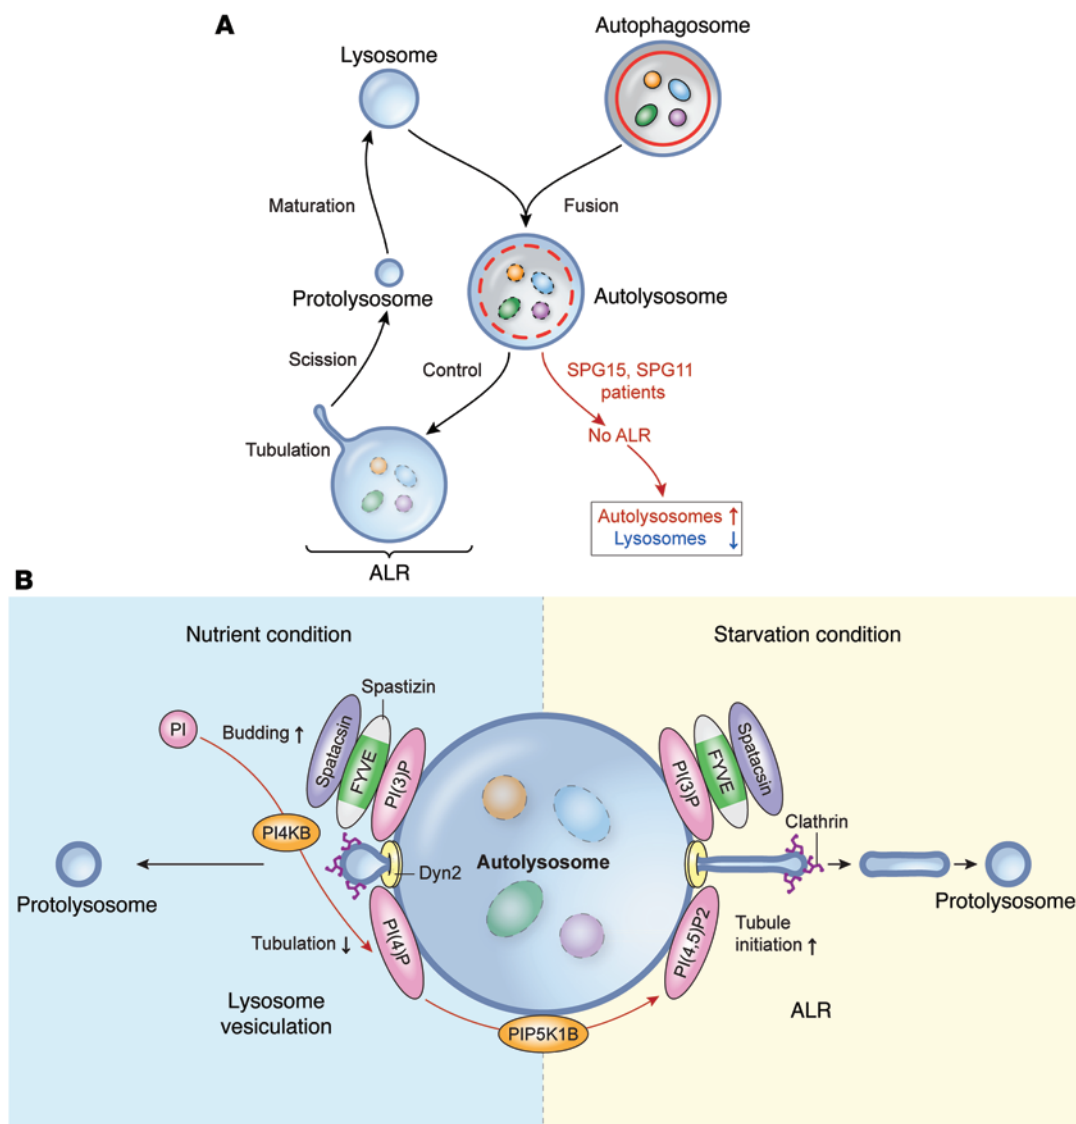 A
Lysosome
Autophagosome
Maturation
Fusion
Protolysosome
Autolysosome
Scission
Control
SPG15, SPG11
patients
Tubulation
No ALR
Autolysosomes ↑
Lysosomes ↓
ALR
B
Nutrient condition
Starvation condition
Spastizin
PI
Budding ↑
Spatacsin
FYVE
PI(3)P
PI(3)P
FYVE
Spatacsin
PI4KB
Clathrin
Dyn2
Autolysosome
Protolysosome
Protolysosome
Tubulation ↓
PI(4)P
PI(4,5)P2
Tubule
initiation ↑
Lysosome
vesiculation
ALR
PIP5K1B